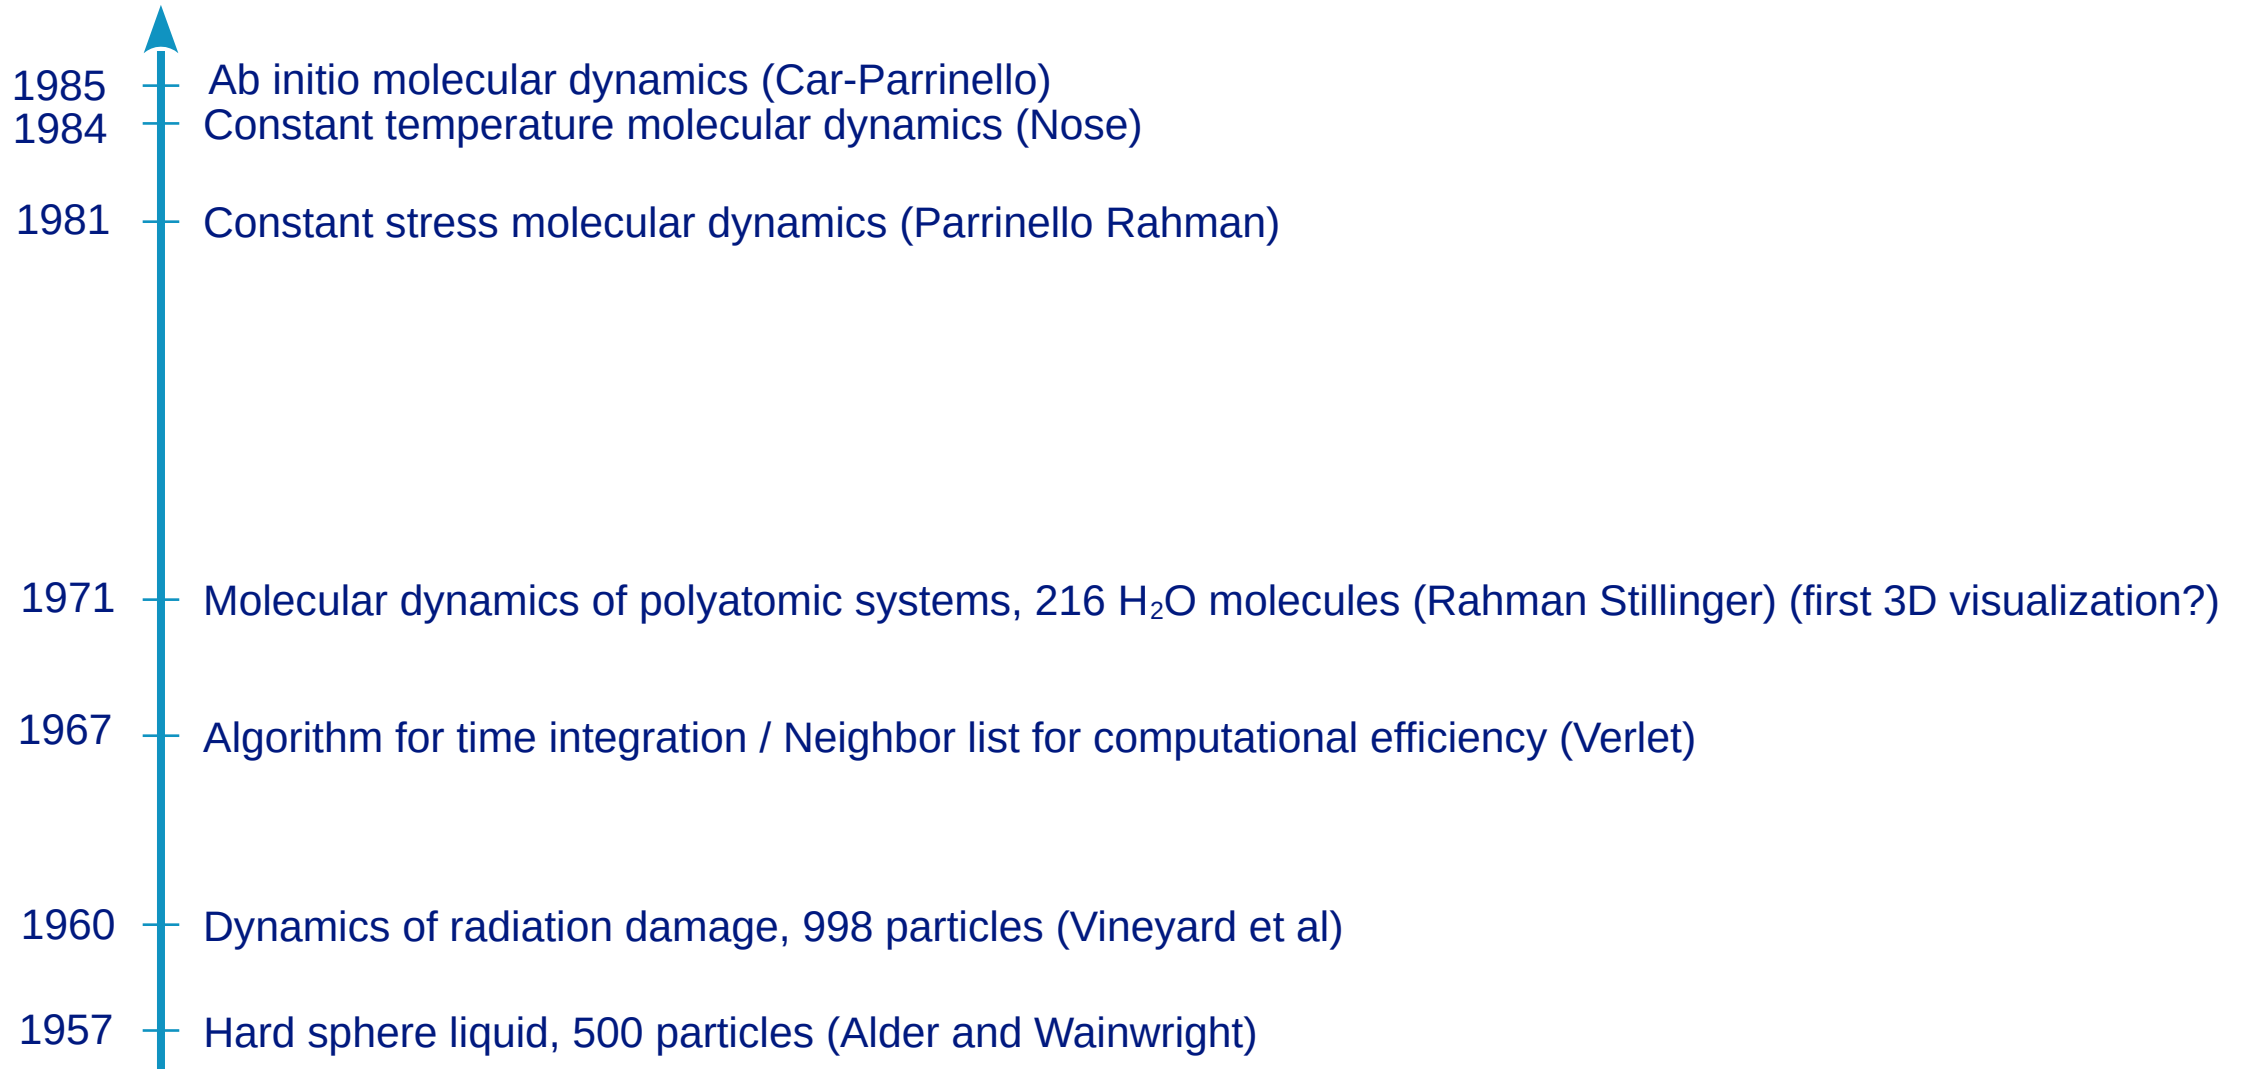 1985 Ab initio molecular dynamics (Car-Parrinello)
1984 Constant temperature molecular dynamics (Nose)
1981 Constant stress molecular dynamics (Parrinello Rahman)
1971 Molecular dynamics of polyatomic systems, 216 H₂O molecules (Rahman Stillinger) (first 3D visualization?)
1967 Algorithm for time integration / Neighbor list for computational efficiency (Verlet)
1960 Dynamics of radiation damage, 998 particles (Vineyard et al)
1957 Hard sphere liquid, 500 particles (Alder and Wainwright)